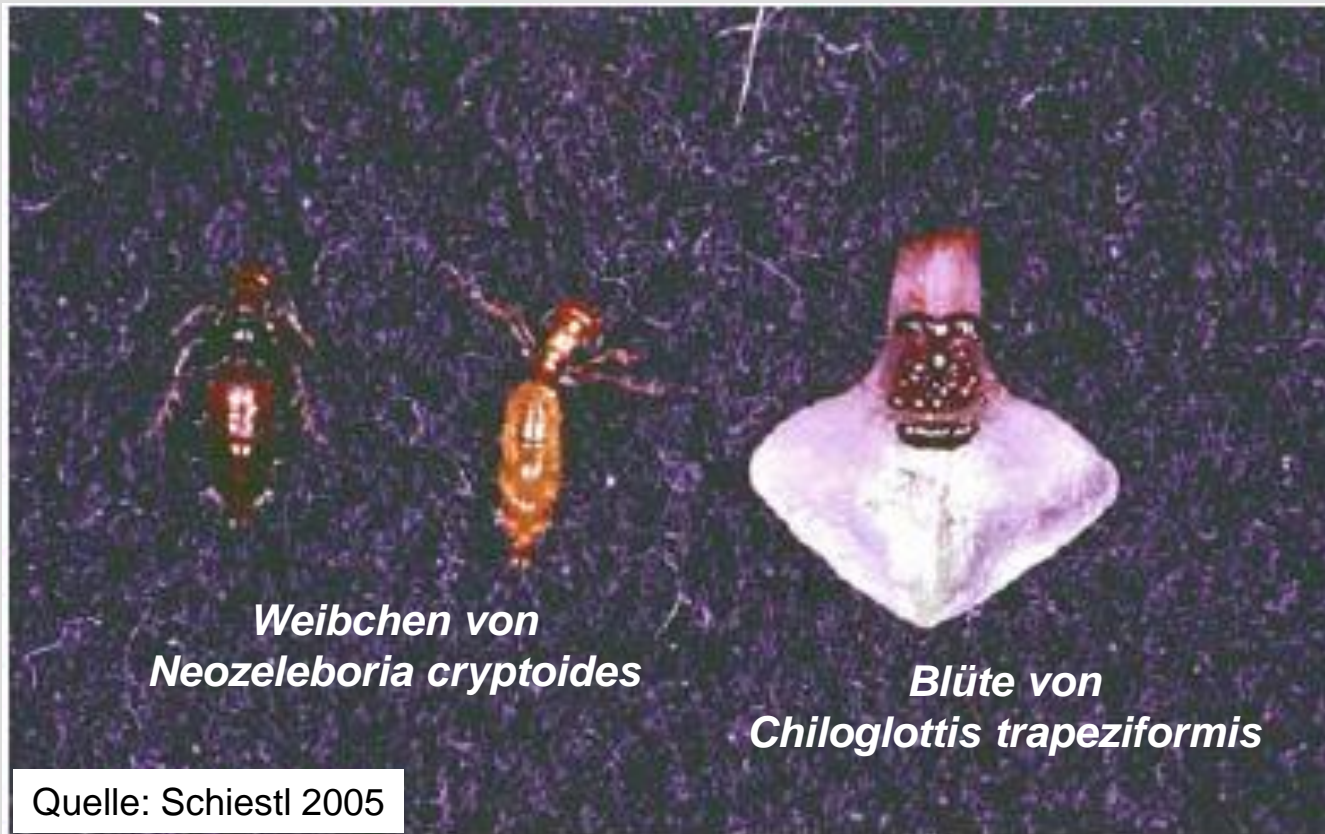 Weibchen von
Neozeleboria cryptoides
Blüte von
Chiloglottis trapeziformis
Quelle: Schiestl 2005